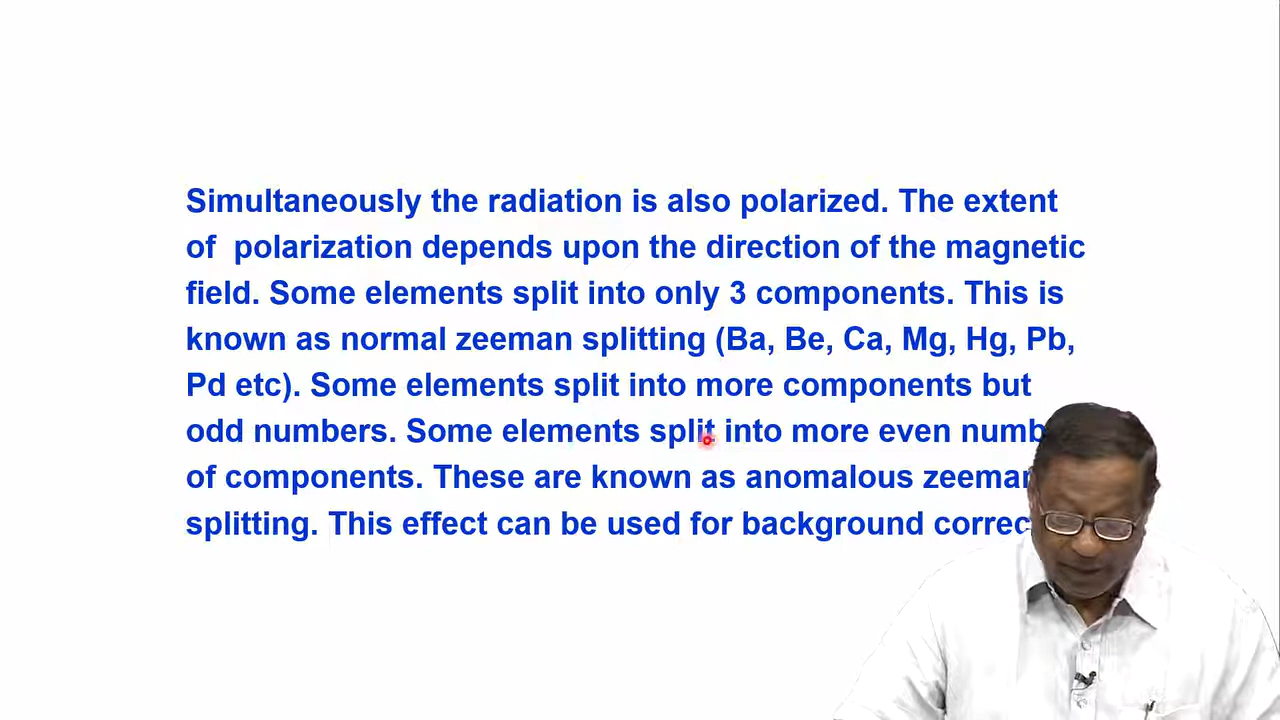 Simultaneously the radiation is also polarized. The extent
of polarization depends upon the direction of the magnetic
field. Some elements split into only 3 components. This is
known as normal zeeman splitting (Ba, Be, Ca, Mg, Hg, Pb,
Pd etc). Some elements split into more components but
odd numbers. Some elements split into more even
of components. These are known as anomalous zeeman
splitting. This effect can be used for background